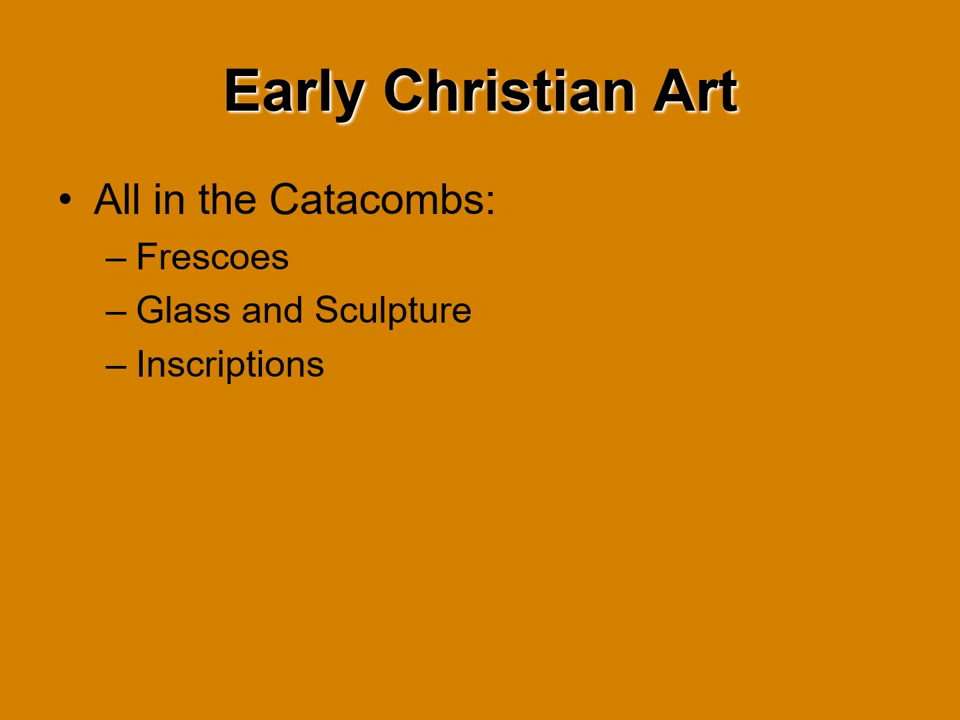 Early Christian Art
• All in the Catacombs:
– Frescoes
– Glass and Sculpture
– Inscriptions